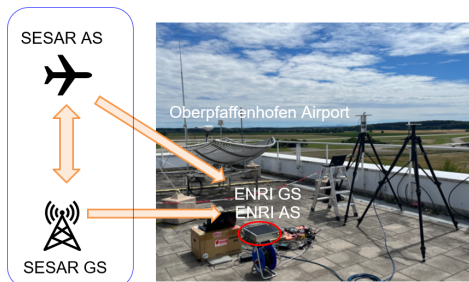 SESAR AS
Oberpfaffenhofen Airport
ENRI GS
ENRI AS
SESAR GS